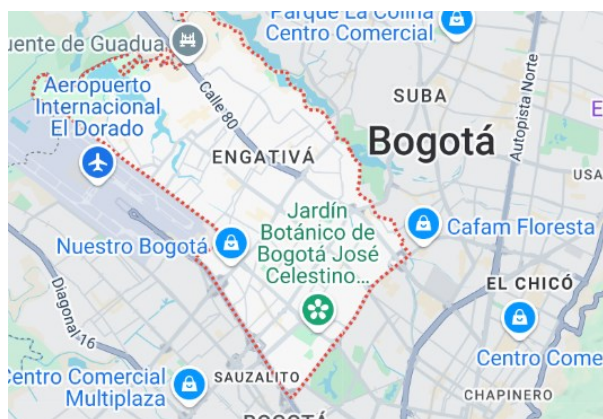 Parque La Colina
Centro Comercial
uente de Guadua
Aeropuerto
Internacional
El Dorado
Calle 80
SUBA
Autopista Norte
E
Bogotá
ENGATIVÁ
USA
Jardín
Botánico de
Bogotá José
Celestino...
Cafam Floresta
Nuestro Bogotá
EL CHICÓ
Diagonal 16
Centro Come
Centro Comercial
Multiplaza
SAUZALITO
CHAPINERO
BOGOTÁ